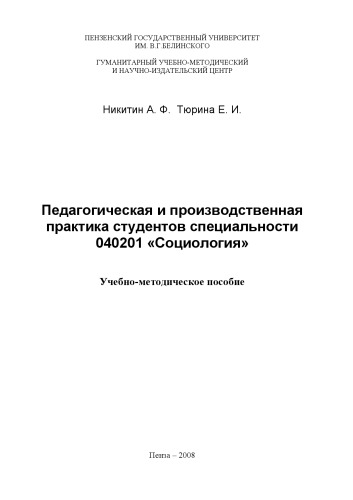 ПЕНЗЕНСКИЙ ГОСУДАРСТВЕННЫЙ УНИВЕРСИТЕТ
ИМ. В.Г.БЕЛИНСКОГО
ГУМАНИТАРНЫЙ УЧЕБНО-МЕТОДИЧЕСКИЙ
И НАУЧНО-ИЗДАТЕЛЬСКИЙ ЦЕНТР
Никитин А. Ф. Тюрина Е. И.
Педагогическая и производственная
практика студентов специальности
040201 «Социология»
Учебно-методическое пособие
Пенза – 2008